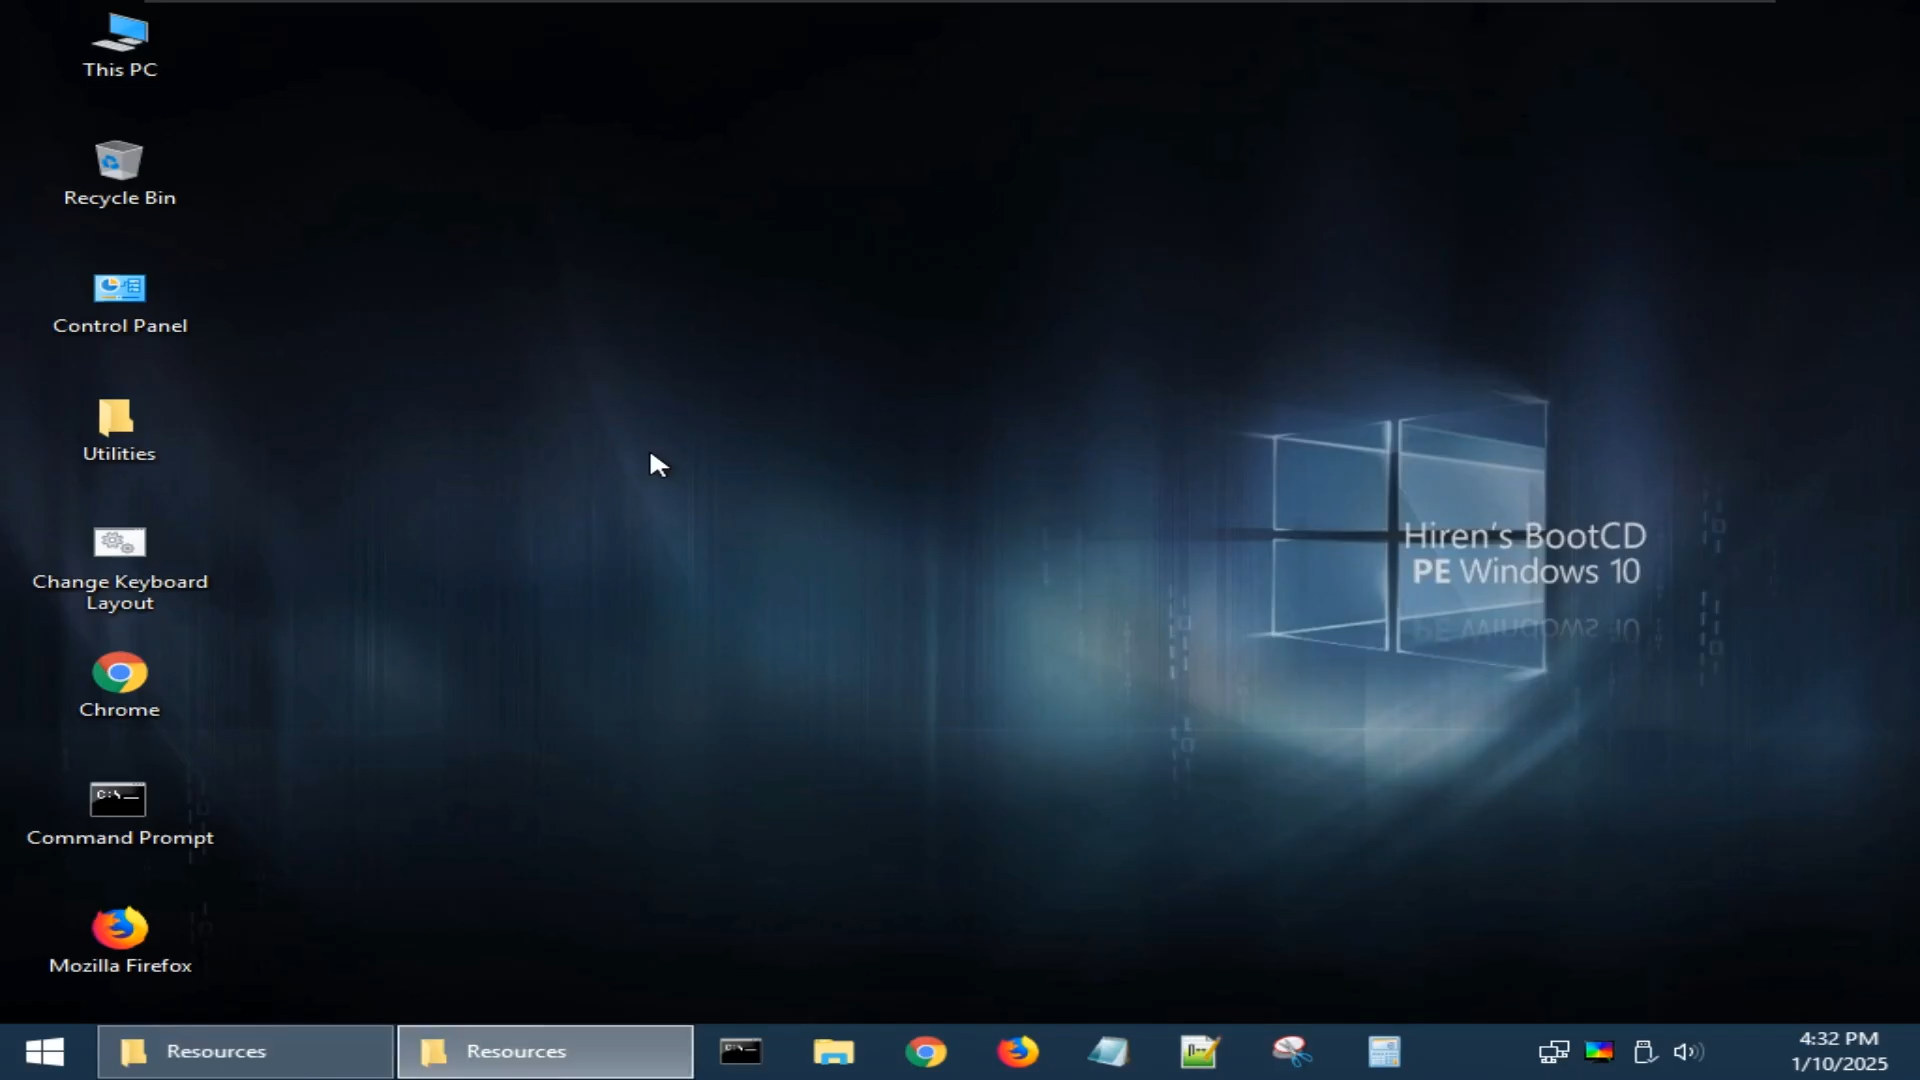 This PC
Recycle Bin
Control Panel
Utilities
Change Keyboard
Layout
Chrome
Command Prompt
Mozilla Firefox
Hiren's BootCD
PE Windows 10
Resources
Resources
4:32 PM
1/10/2025